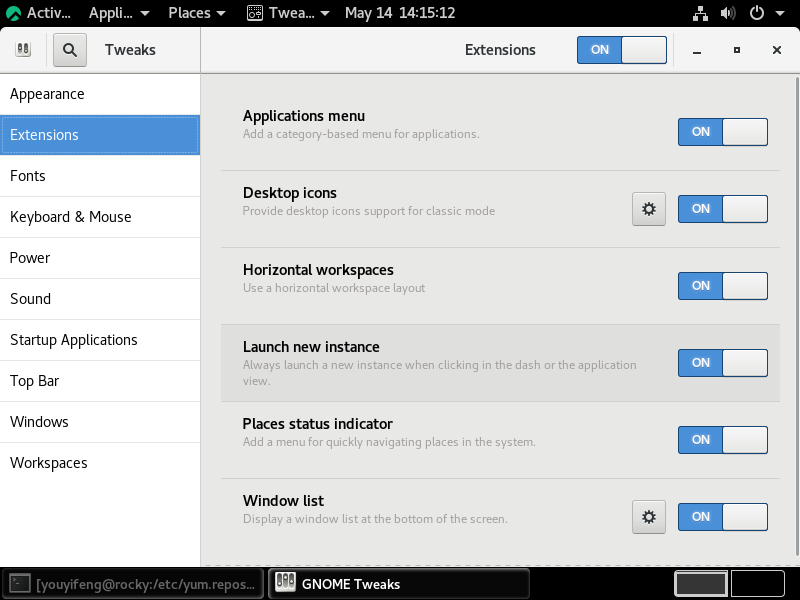 Activ...
Appli...
Places
Twea...
May 14 14:15:12
Tweaks
Extensions
ON
Appearance
Extensions
Fonts
Keyboard & Mouse
Power
Sound
Startup Applications
Top Bar
Windows
Workspaces
Applications menu
Add a category-based menu for applications.
ON
Desktop icons
Provide desktop icons support for classic mode
ON
Horizontal workspaces
Use a horizontal workspace layout
ON
Launch new instance
Always launch a new instance when clicking in the dash or the application
view.
ON
Places status indicator
Add a menu for quickly navigating places in the system.
ON
Window list
Display a window list at the bottom of the screen.
ON
[youyifeng@rocky:/etc/yum.repos...
GNOME Tweaks